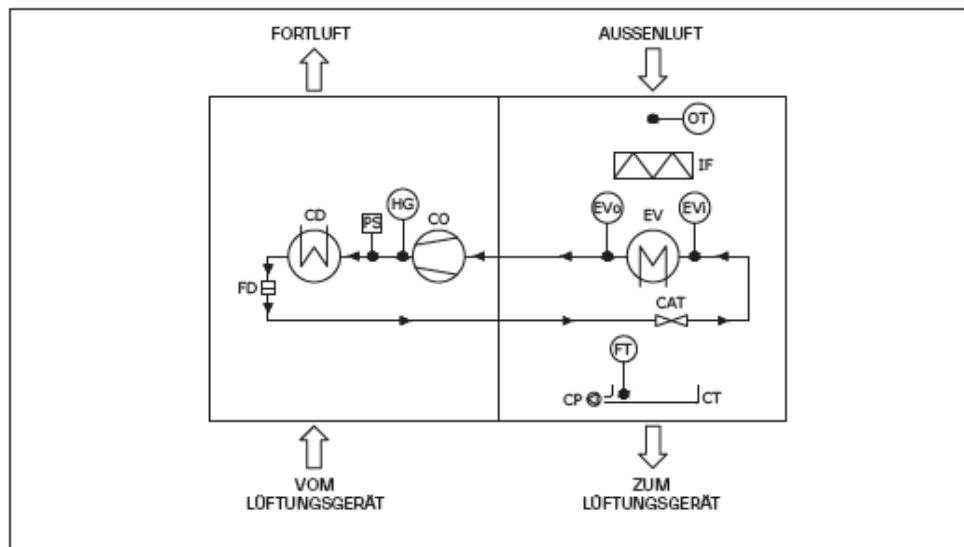 FORTLUFT
AUSSENLUFT
OT
IF
HG
EVo
EV
EVi
CD
PS
CO
FD
CAT
FT
CP
CT
VOM
LÜFTUNGSGERÄT
ZUM
LÜFTUNGSGERÄT